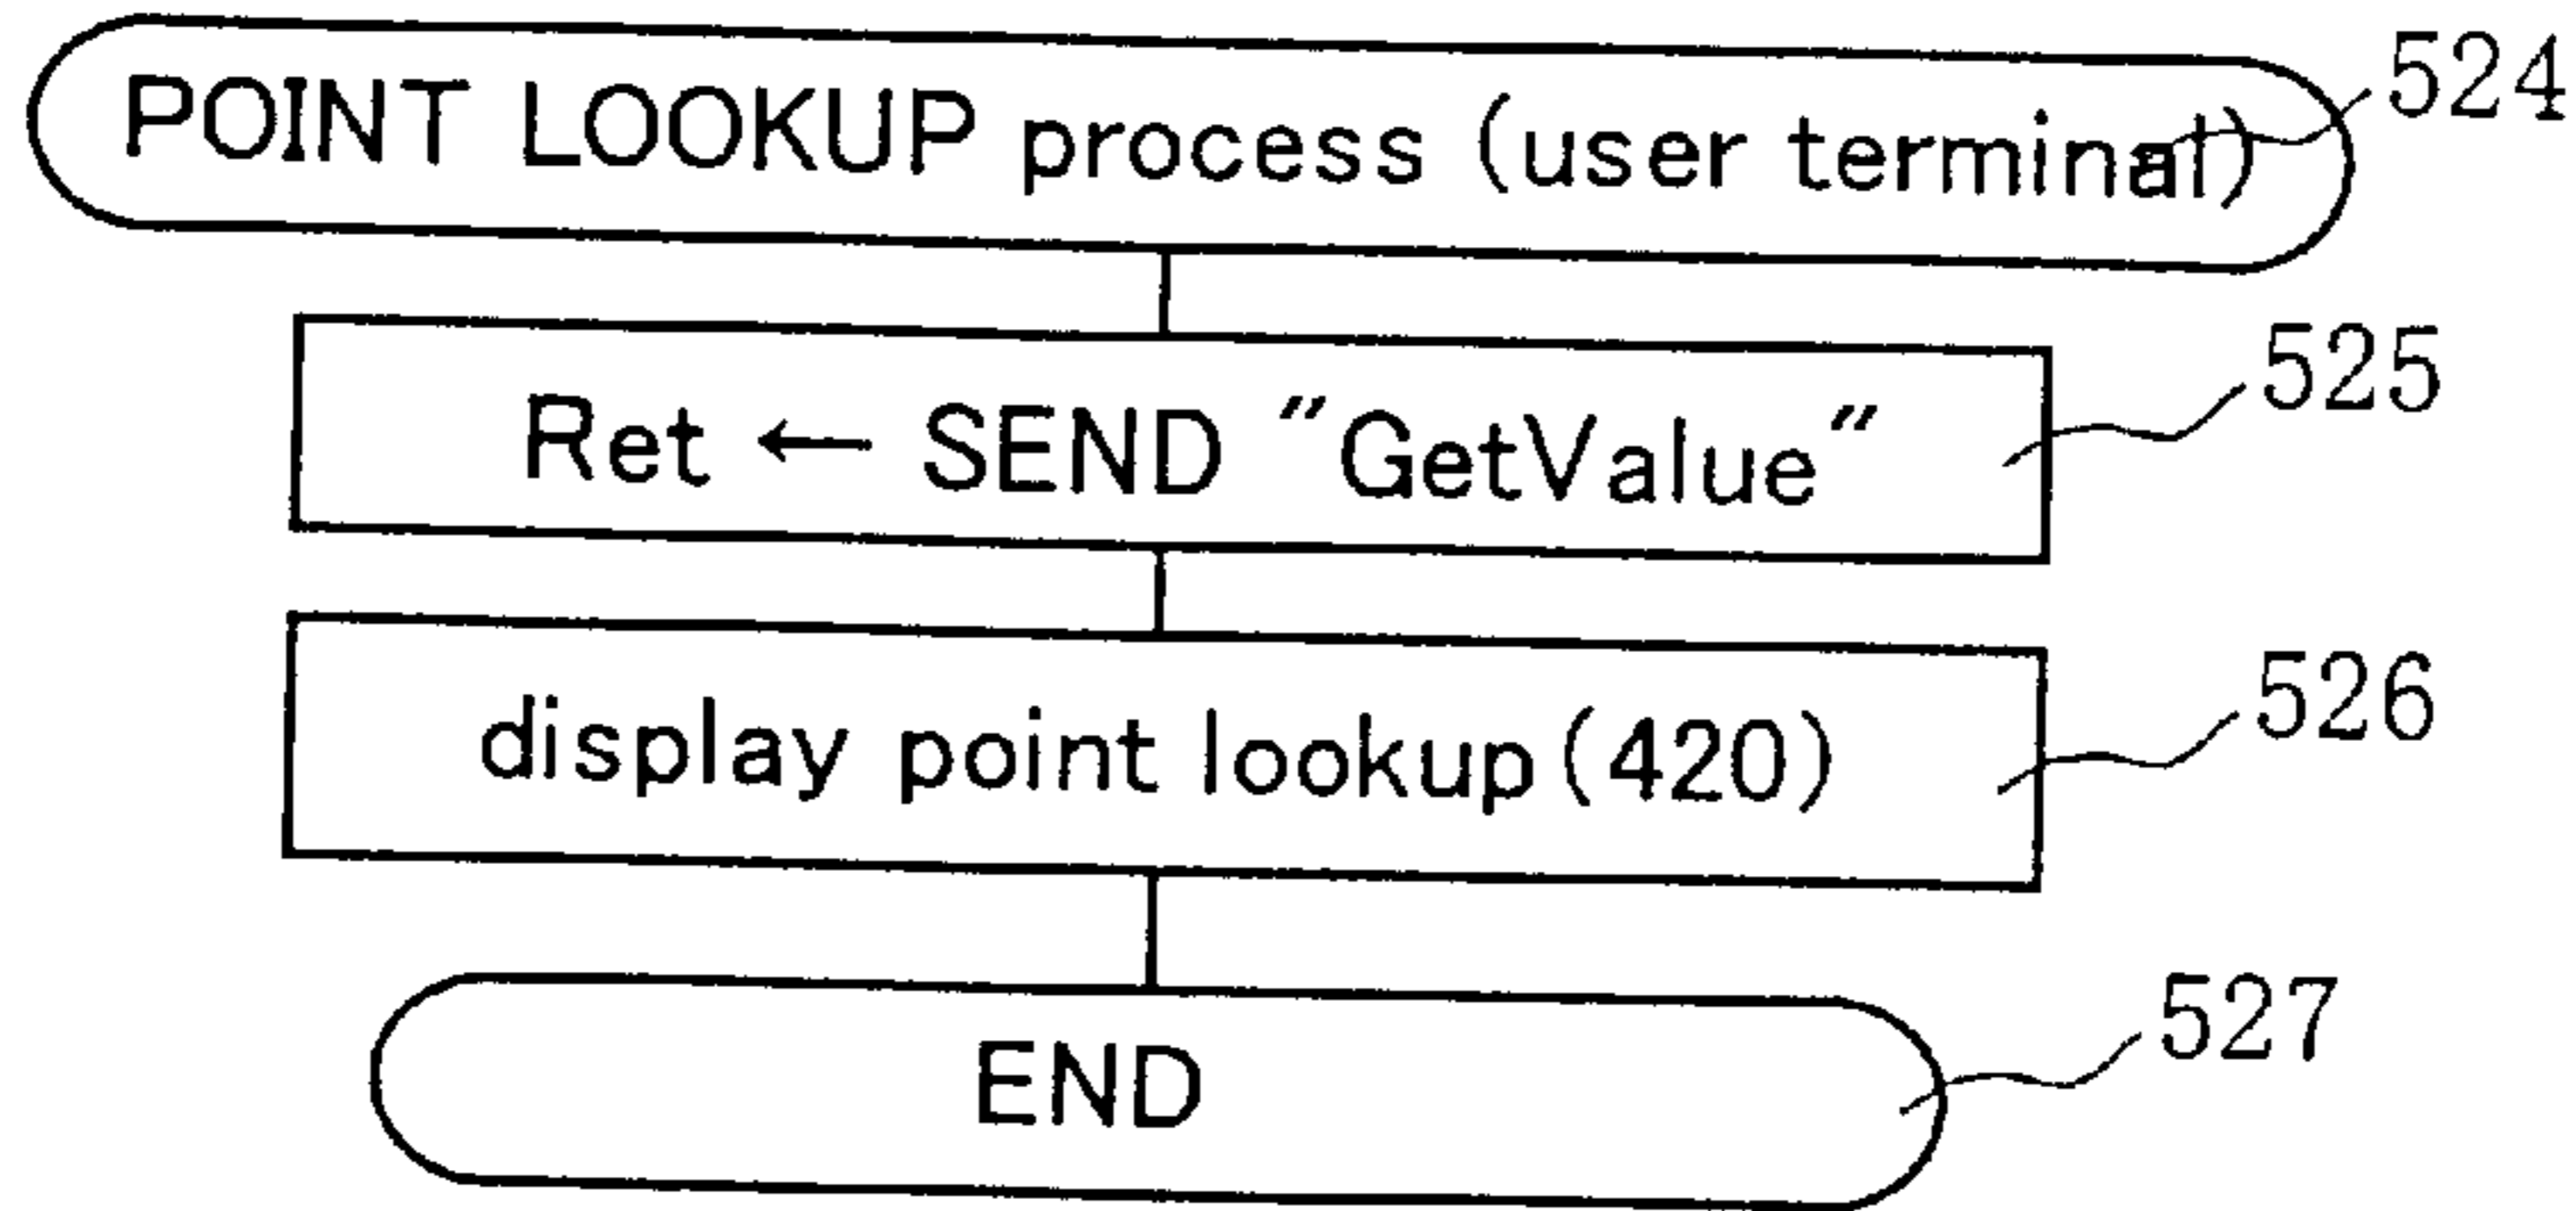 POINT LOOKUP process (user terminal) 524
Ret ← SEND "GetValue" 525
display point lookup(420) 526
END 527